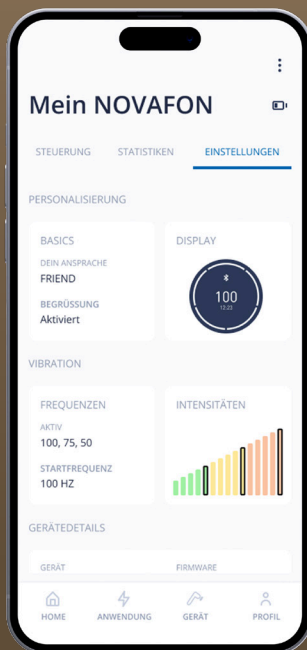 Mein NOVAFON
STEUERUNG STATISTIKEN EINSTELLUNGEN
PERSONALISIERUNG
BASICS
DEIN ANSPRACHE
FRIEND
BEGRÜSSUNG
Aktiviert
DISPLAY
100
13:23
VIBRATION
FREQUENZEN
AKTIV
100, 75, 50
STARTFREQUENZ
100 HZ
INTENSITÄTEN
GERÄTEDETAILS
GERÄT FIRMWARE
HOME ANWENDUNG GERÄT PROFIL